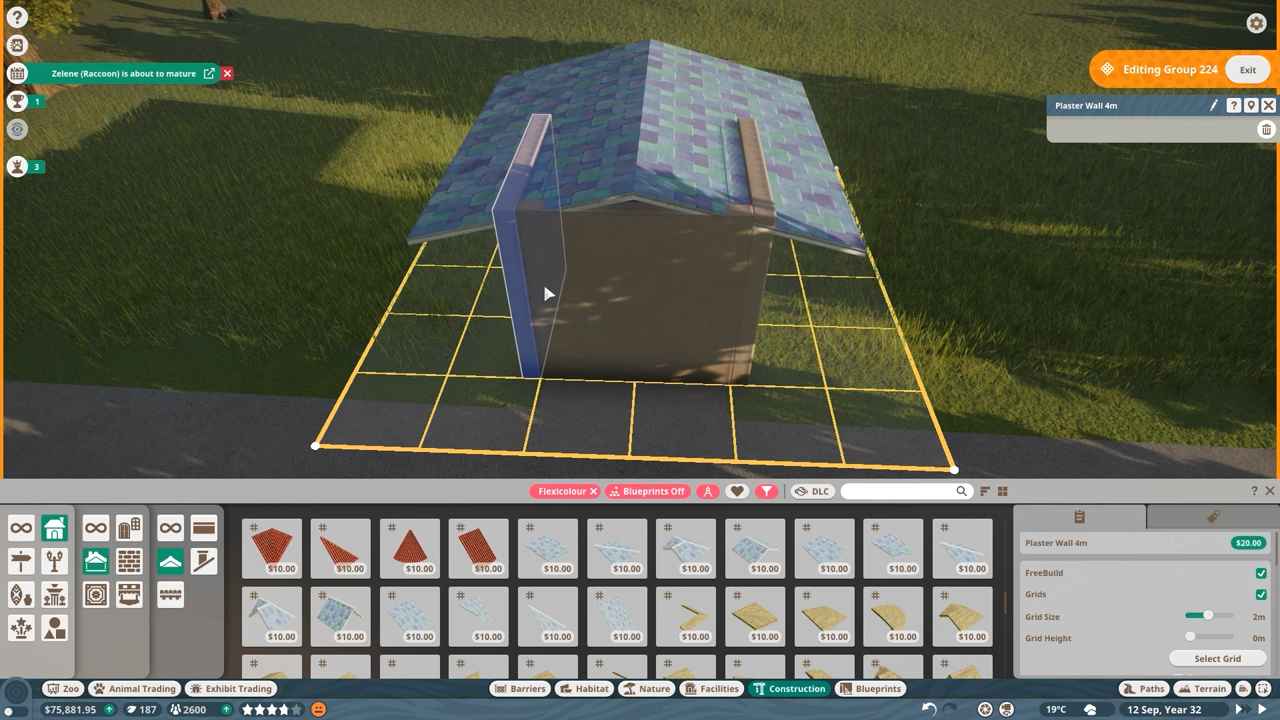 Zelene (Raccoon) is about to mature
1
3
Editing Group 224
Exit
Plaster Wall 4m
Flexicolour
Blueprints Off
DLC
$10.00 $10.00 $10.00 $10.00 $10.00 $10.00 $10.00 $10.00 $10.00 $10.00 $10.00
$10.00 $10.00 $10.00 $10.00 $10.00 $10.00 $10.00 $10.00 $10.00 $10.00 $10.00
Plaster Wall 4m $20.00
FreeBuild
Grids
Grid Size 2m
Grid Height 0m
Select Grid
Zoo Animal Trading Exhibit Trading Barriers Habitat Nature Facilities Construction Blueprints Paths Terrain
$75,881.95 187 2600 19°C 12 Sep, Year 32